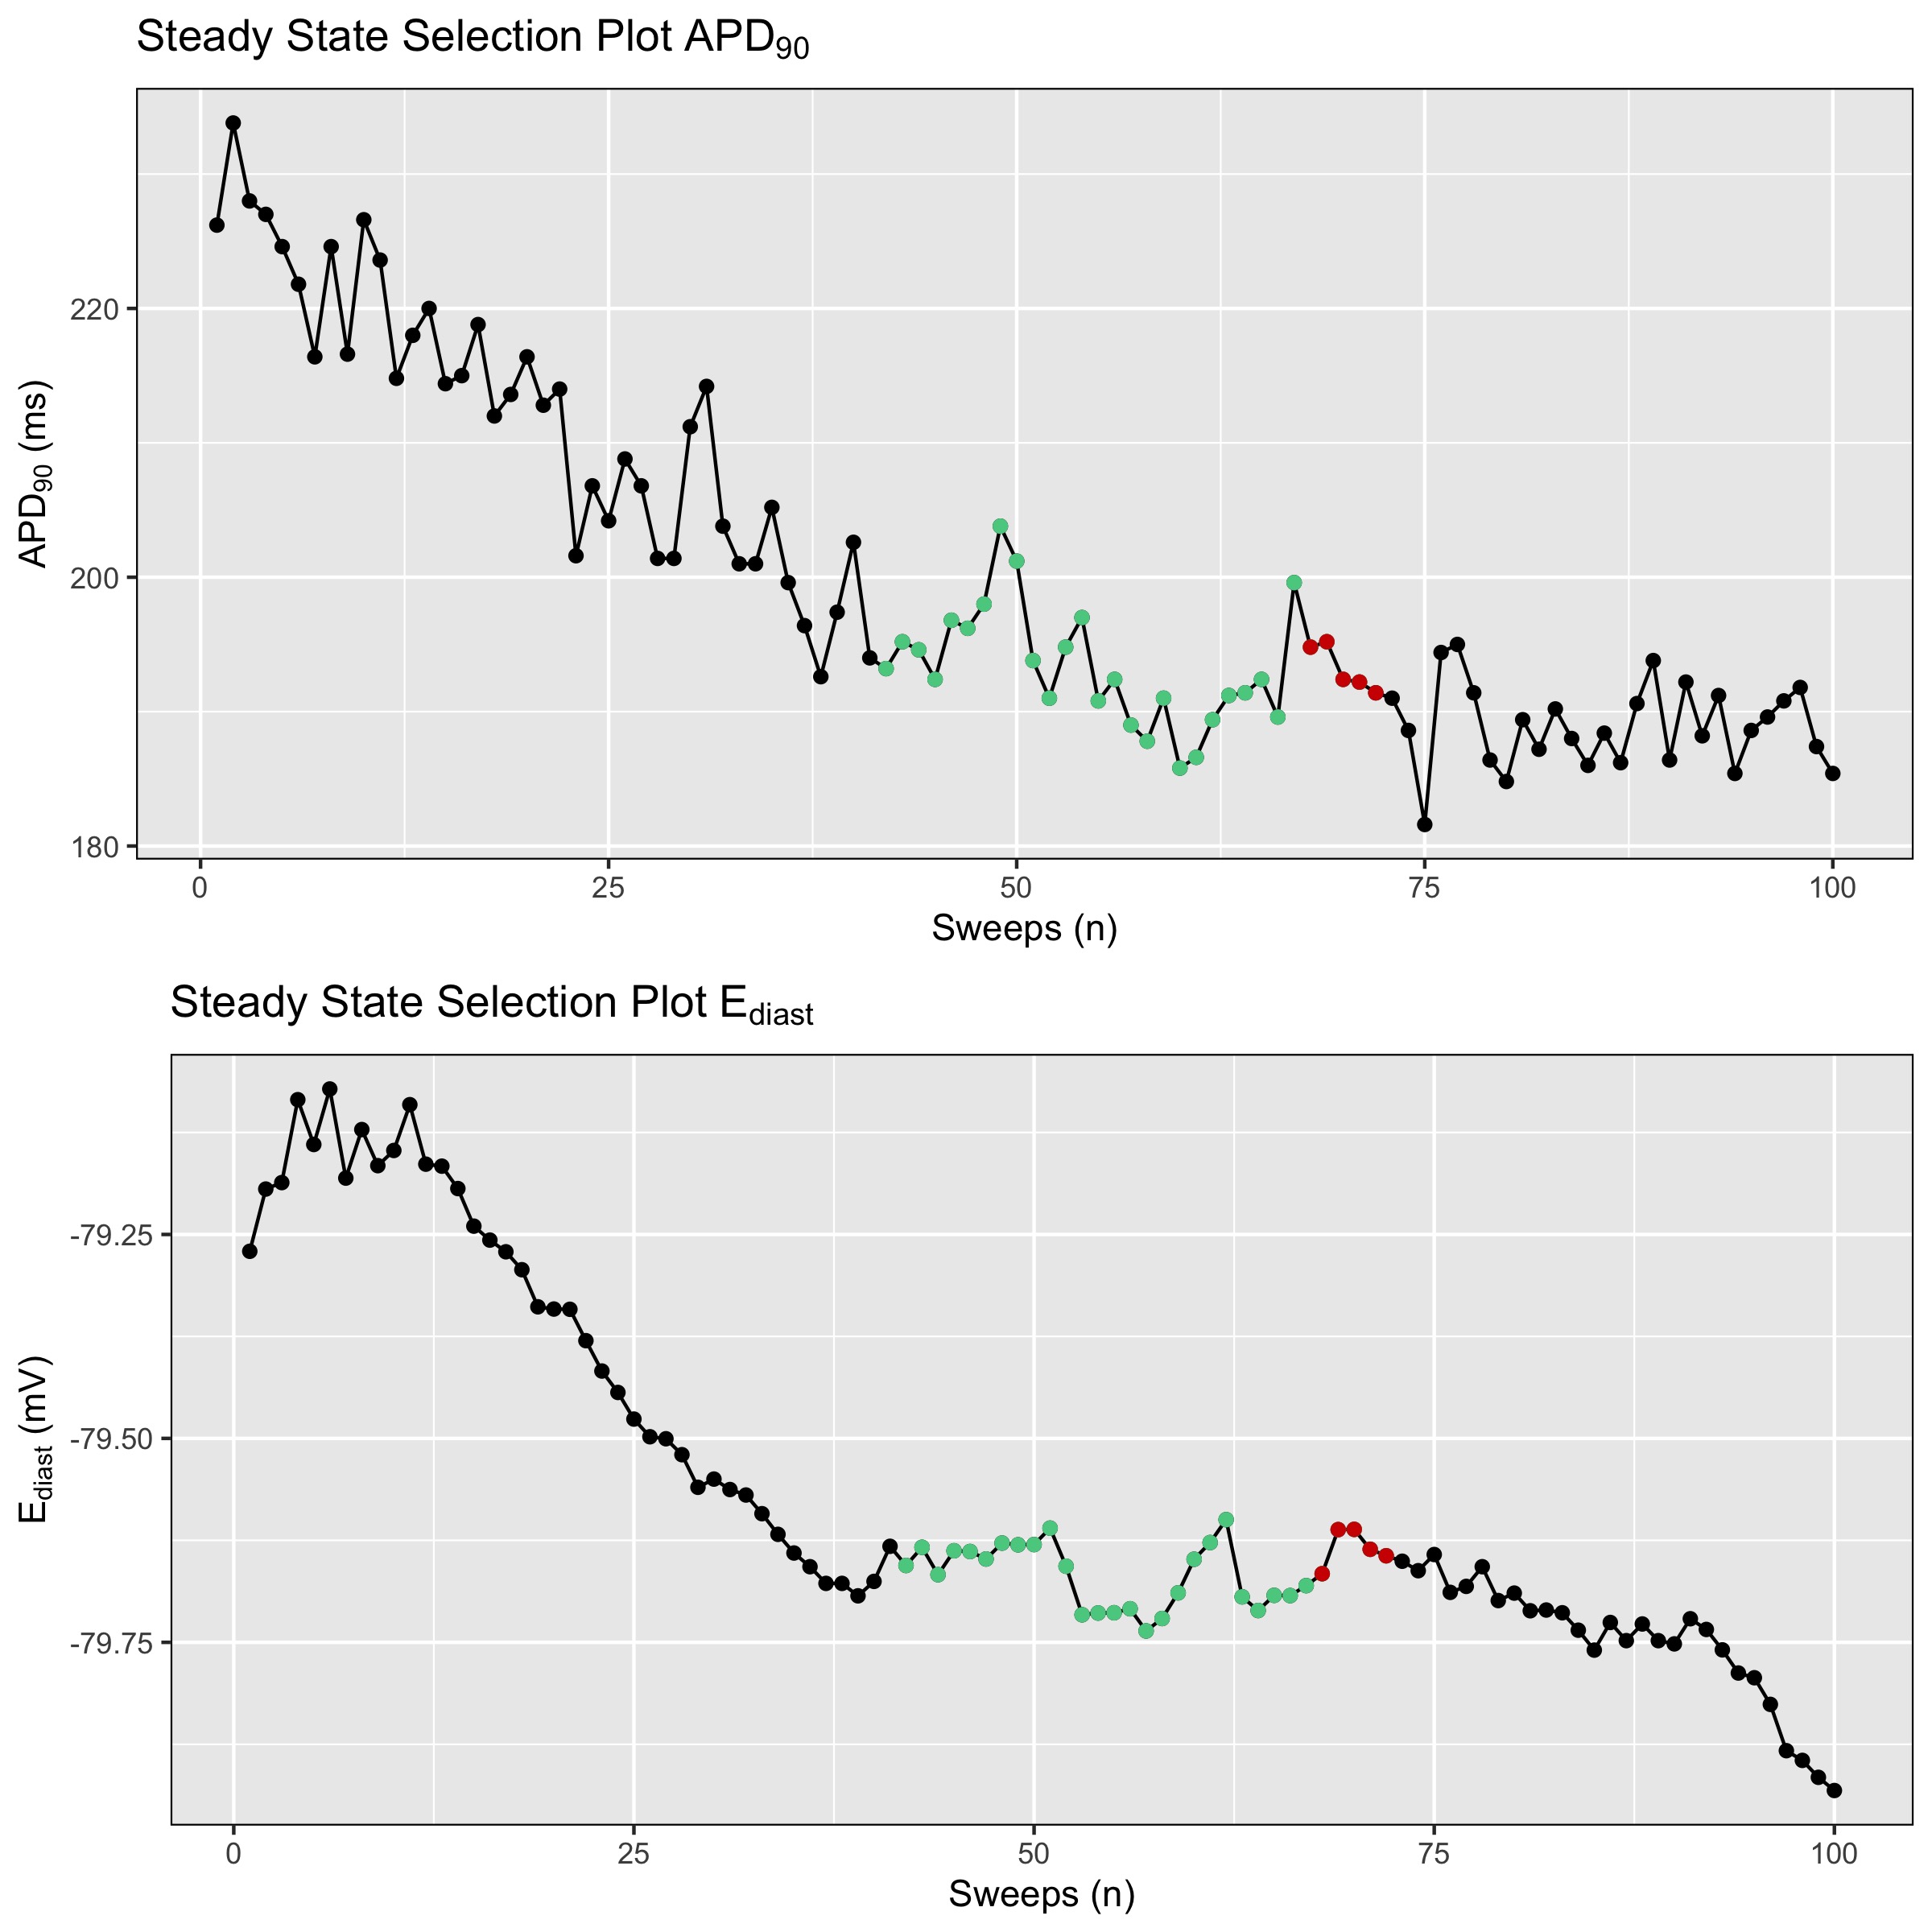 Steady State Selection Plot APD90
APD90 (ms)
220
200
180
0 25 50 75 100
Sweeps (n)
Steady State Selection Plot Ediast
Ediast (mV)
-79.25
-79.50
-79.75
0 25 50 75 100
Sweeps (n)